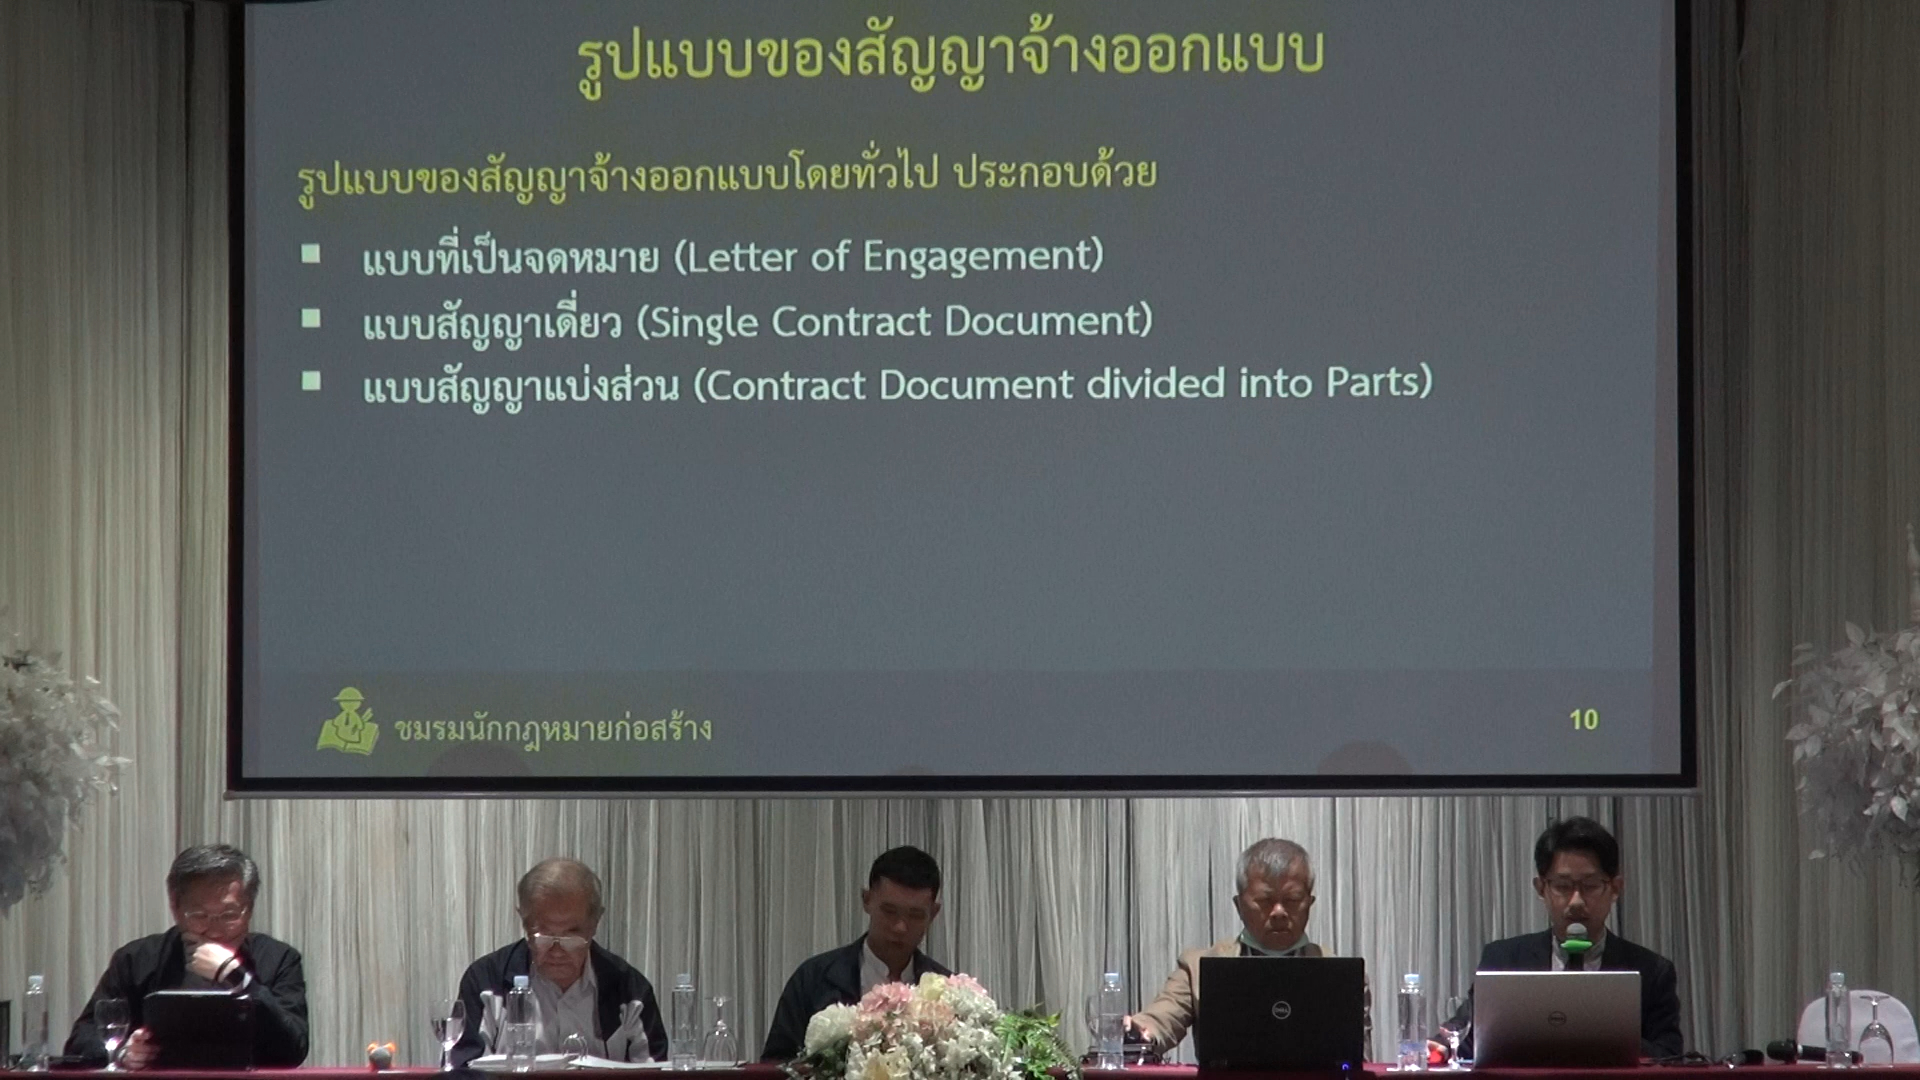 รูปแบบของสัญญาจ้างออกแบบ
รูปแบบของสัญญาจ้างออกแบบโดยทั่วไป ประกอบด้วย
▪ แบบที่เป็นจดหมาย (Letter of Engagement)
▪ แบบสัญญาเดี่ยว (Single Contract Document)
▪ แบบสัญญาแบ่งส่วน (Contract Document divided into Parts)
ชมรมนักกฎหมายก่อสร้าง
10
DELL
DELL